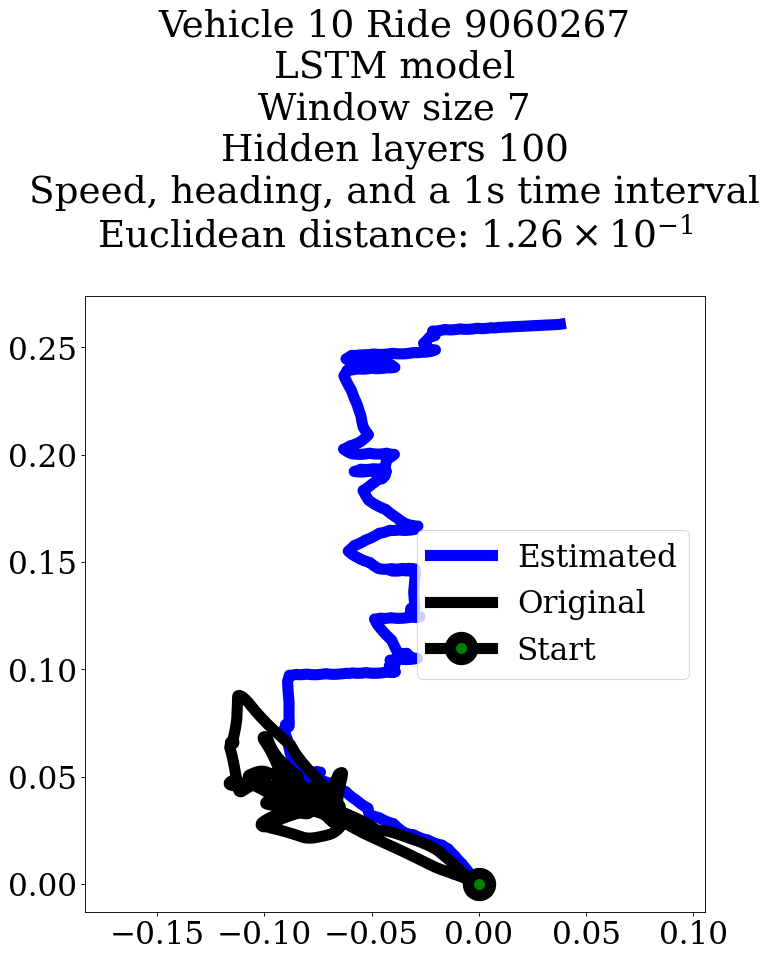 Vehicle 10 Ride 9060267
LSTM model
Window size 7
Hidden layers 100
Speed, heading, and a 1s time interval
Euclidean distance: 1.26 × 10⁻¹
0.25
0.20
0.15
0.10
0.05
0.00
Estimated
Original
Start
−0.15 −0.10 −0.05 0.00 0.05 0.10